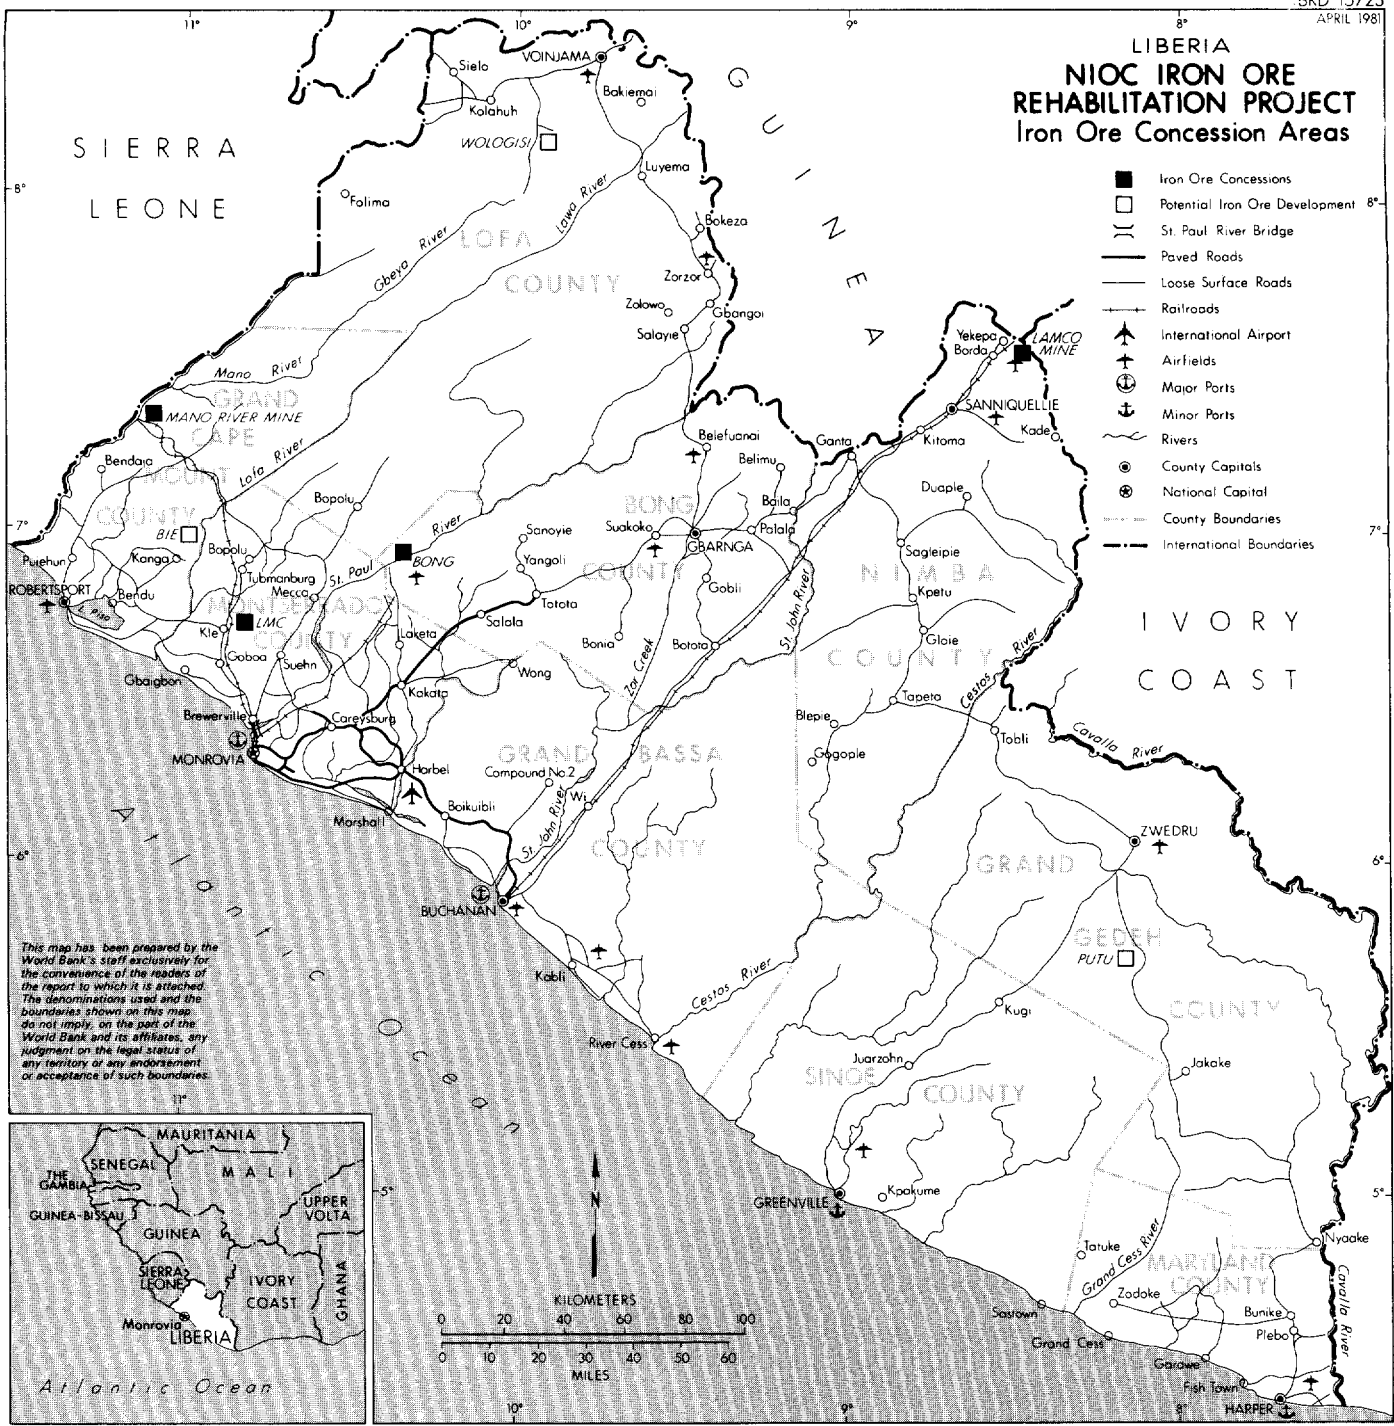 APRIL 1981
LIBERIA
NIOC IRON ORE
REHABILITATION PROJECT
Iron Ore Concession Areas
Iron Ore Concessions
Potential Iron Ore Development
St. Paul River Bridge
Paved Roads
Loose Surface Roads
Railroads
International Airport
Airfields
Major Ports
Minor Ports
Rivers
County Capitals
National Capital
County Boundaries
International Boundaries
11°
10°
9°
8°
8°
8°
7°
7°
6°
6°
5°
5°
11°
10°
9°
8°
SIERRA
LEONE
GUINEA
IVORY
COAST
Atlantic Ocean
VOINJAMA
Sielo
Kolahuh
Bakiemai
WOLOGISI
Luyema
Folima
Lawa River
Gbeya River
Bokeza
LOFA
COUNTY
Zorzor
Zolowo
Gbangoi
Salayie
Mano River
GRAND
CAPE
MOUNT
COUNTY
MANO RIVER MINE
Bendaja
Lofa River
Yekepa
Borda
LAMCO
MINE
SANNIQUELLIE
Kitoma
Kade
Ganta
Belefuanai
Belimu
Baila
Palala
Duaple
Bopolu
BONG
COUNTY
Suakoko
GBARNGA
Gobli
Sanoyie
Yangoli
Totota
Salala
St. Paul River
BONG
BIE
Kanga
Bopolu
Tubmanburg
Mecca
Pujehun
ROBERTSPORT
L. Piso
Bendu
MONTSERRADO
COUNTY
LMC
Kle
Goboa
Suehn
Laketa
Gbaigbon
Kakata
Wong
Bonia
Zor Creek
Botota
St. John River
Sagleipie
NIMBA
COUNTY
Kpetu
Gloie
Cestos River
Tapeta
Blepie
Gogople
Tobli
Cavalla River
Brewerville
MONROVIA
Careysburg
Harbel
Marshall
Boikuibli
GRAND BASSA
COUNTY
Compound No.2
Wi
St. John River
BUCHANAN
Kabli
River Cess
Cestos River
ZWEDRU
GRAND
GEDEH
COUNTY
PUTU
Kugi
Jakake
Juarzohn
SINOE
COUNTY
GREENVILLE
Kpakume
Tatuke
Grand Cess River
MARYLAND
COUNTY
Nyaake
Zodoke
Sastown
Grand Cess
Bunike
Plebo
Garawe
Fish Town
HARPER
Cavalla River
This map has been prepared by the
World Bank's staff exclusively for
the convenience of the readers of
the report to which it is attached.
The denominations used and the
boundaries shown on this map
do not imply, on the part of the
World Bank and its affiliates, any
judgment on the legal status of
any territory or any endorsement
or acceptance of such boundaries.
N
KILOMETERS
0 20 40 60 80 100
0 10 20 30 40 50 60
MILES
MAURITANIA
SENEGAL
MALI
THE
GAMBIA
GUINEA-BISSAU
GUINEA
UPPER
VOLTA
SIERRA
LEONE
IVORY
COAST
GHANA
Monrovia
LIBERIA
Atlantic Ocean